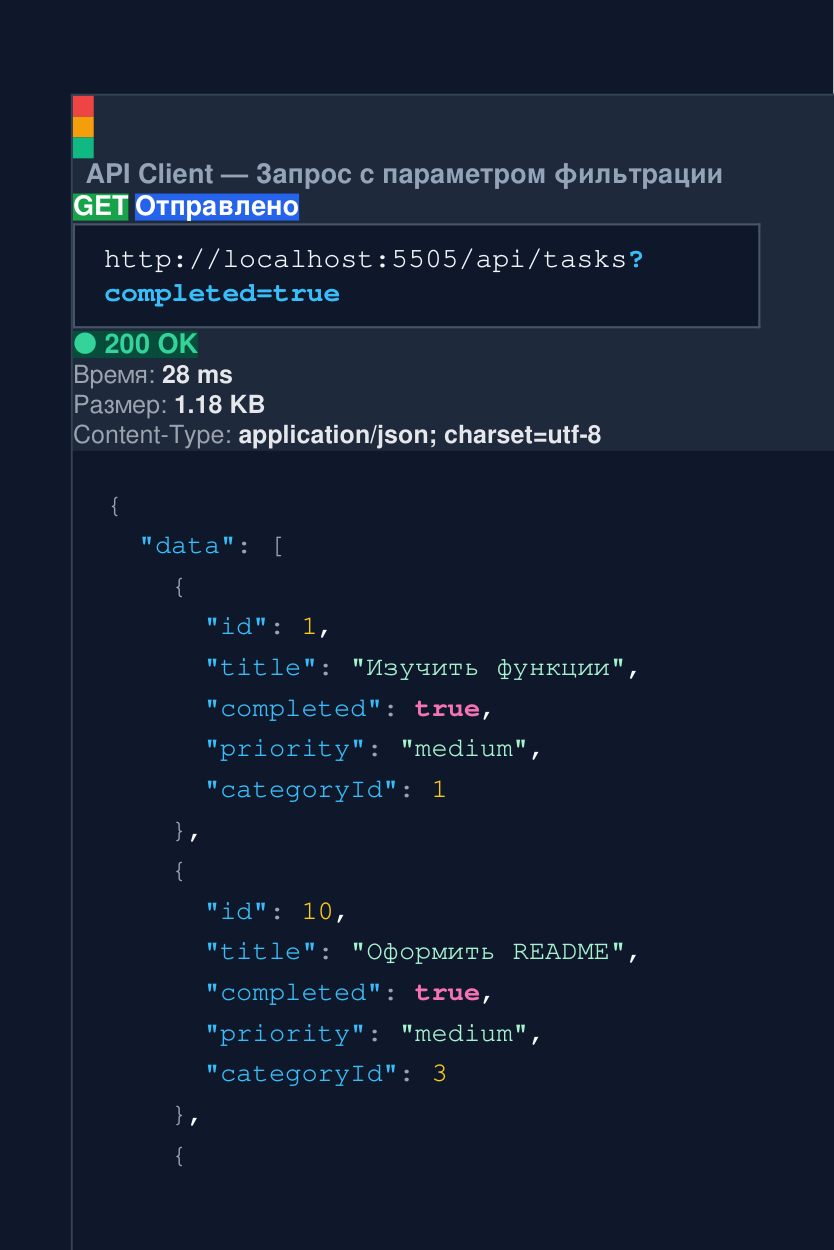 API Client — Запрос с параметром фильтрации
GET Отправлено
http://localhost:5505/api/tasks?
completed=true
200 OK
Время: 28 ms
Размер: 1.18 KB
Content-Type: application/json; charset=utf-8
{
"data": [
{
"id": 1,
"title": "Изучить функции",
"completed": true,
"priority": "medium",
"categoryId": 1
},
{
"id": 10,
"title": "Оформить README",
"completed": true,
"priority": "medium",
"categoryId": 3
},
{